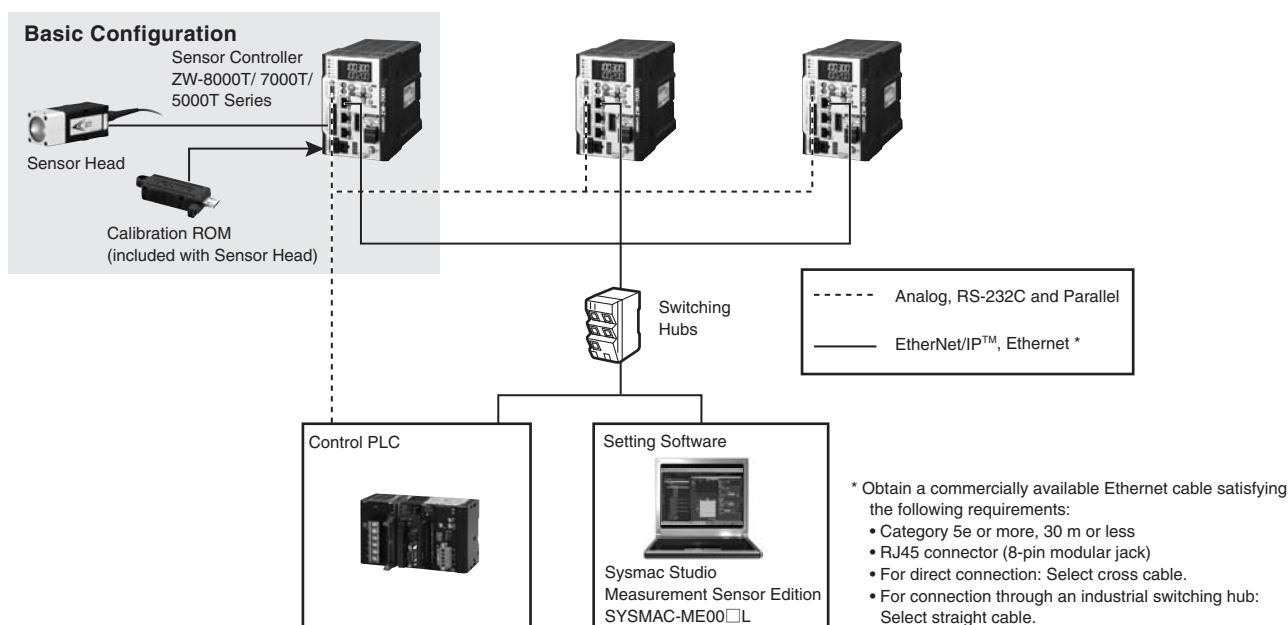 Basic Configuration
Sensor Controller
ZW-8000T/ 7000T/
5000T Series
Sensor Head
Calibration ROM
(included with Sensor Head)
Switching
Hubs
Analog, RS-232C and Parallel
EtherNet/IP™, Ethernet *
Control PLC
Setting Software
Sysmac Studio
Measurement Sensor Edition
SYSMAC-ME00□L
* Obtain a commercially available Ethernet cable satisfying
the following requirements:
• Category 5e or more, 30 m or less
• RJ45 connector (8-pin modular jack)
• For direct connection: Select cross cable.
• For connection through an industrial switching hub:
Select straight cable.